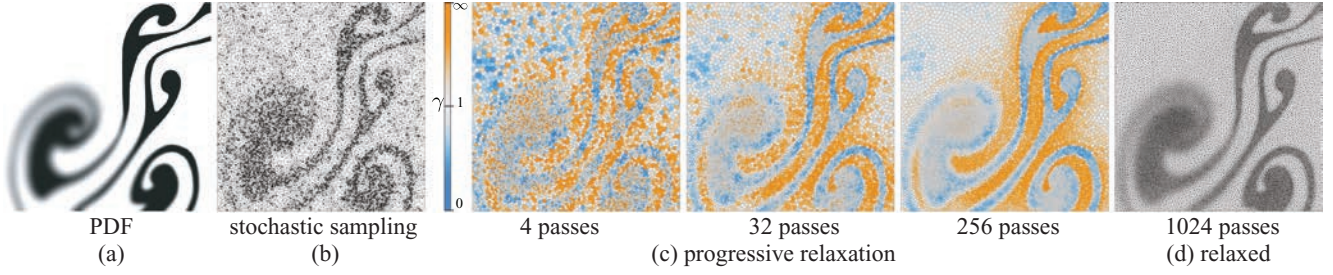 ∞
γ
1
0
PDF
stochastic sampling
4 passes
32 passes
256 passes
1024 passes
(a)
(b)
(c) progressive relaxation
(d) relaxed